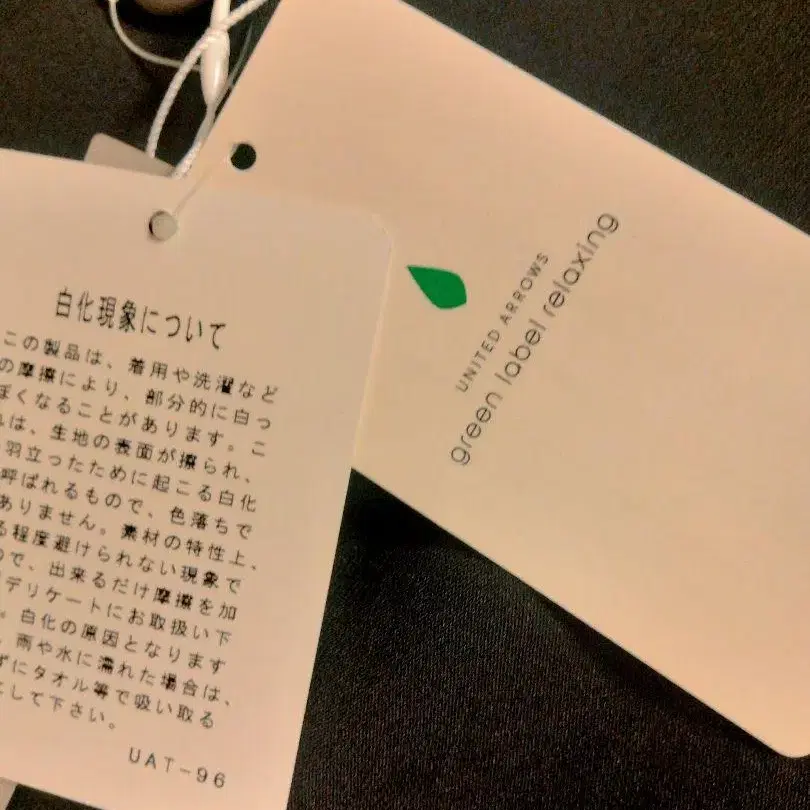 白化現象について
この製品は、着用や洗濯など
の摩擦により、部分的に白っ
ぽくなることがあります。こ
れは、生地の表面が擦られ、
羽立ったために起こる白化
呼ばれるもので、色落ちで
ありません。素材の特性上、
る程度避けられない現象で
ので、出来るだけ摩擦を加
デリケートにお取扱い下
。白化の原因となります
、雨や水に濡れた場合は、
ずにタオル等で吸い取る
にして下さい。
UAT-96
UNITED ARROWS
green label relaxing